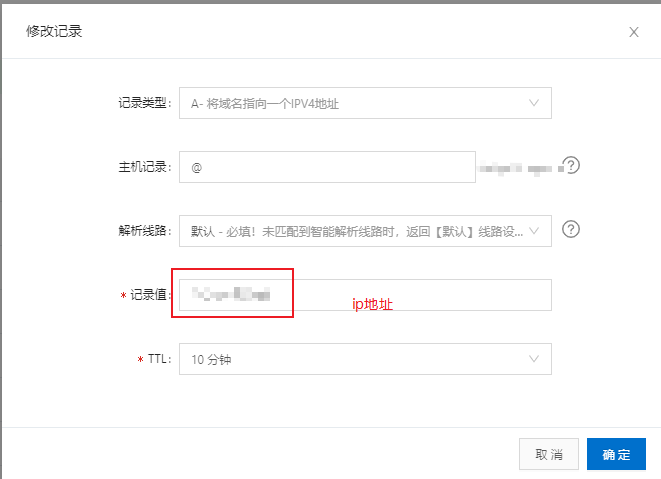 修改记录
记录类型: A- 将域名指向一个IPV4地址
主机记录: @
解析线路: 默认 - 必填！未匹配到智能解析线路时，返回【默认】线路设...
* 记录值:
ip地址
* TTL: 10 分钟
取消 确定